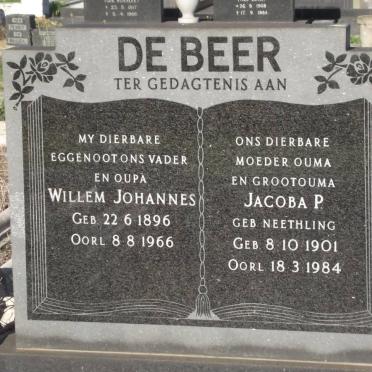 DE BEER
TER GEDAGTENIS AAN
MY DIERBARE
EGGENOOT ONS VADER
EN OUPA
WILLEM JOHANNES
GEB 22 6 1896
OORL 8 8 1966
ONS DIERBARE
MOEDER OUMA
EN GROOTOUMA
JACOBA P.
GEB NEETHLING
GEB 8 10 1901
OORL 18 3 1984